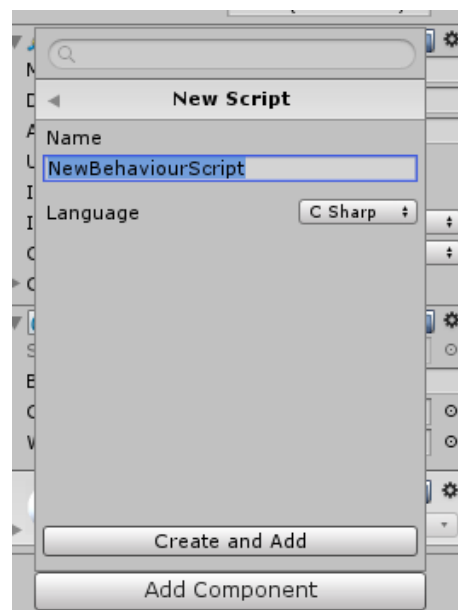 New Script
Name
NewBehaviourScript
Language
C Sharp
Create and Add
Add Component